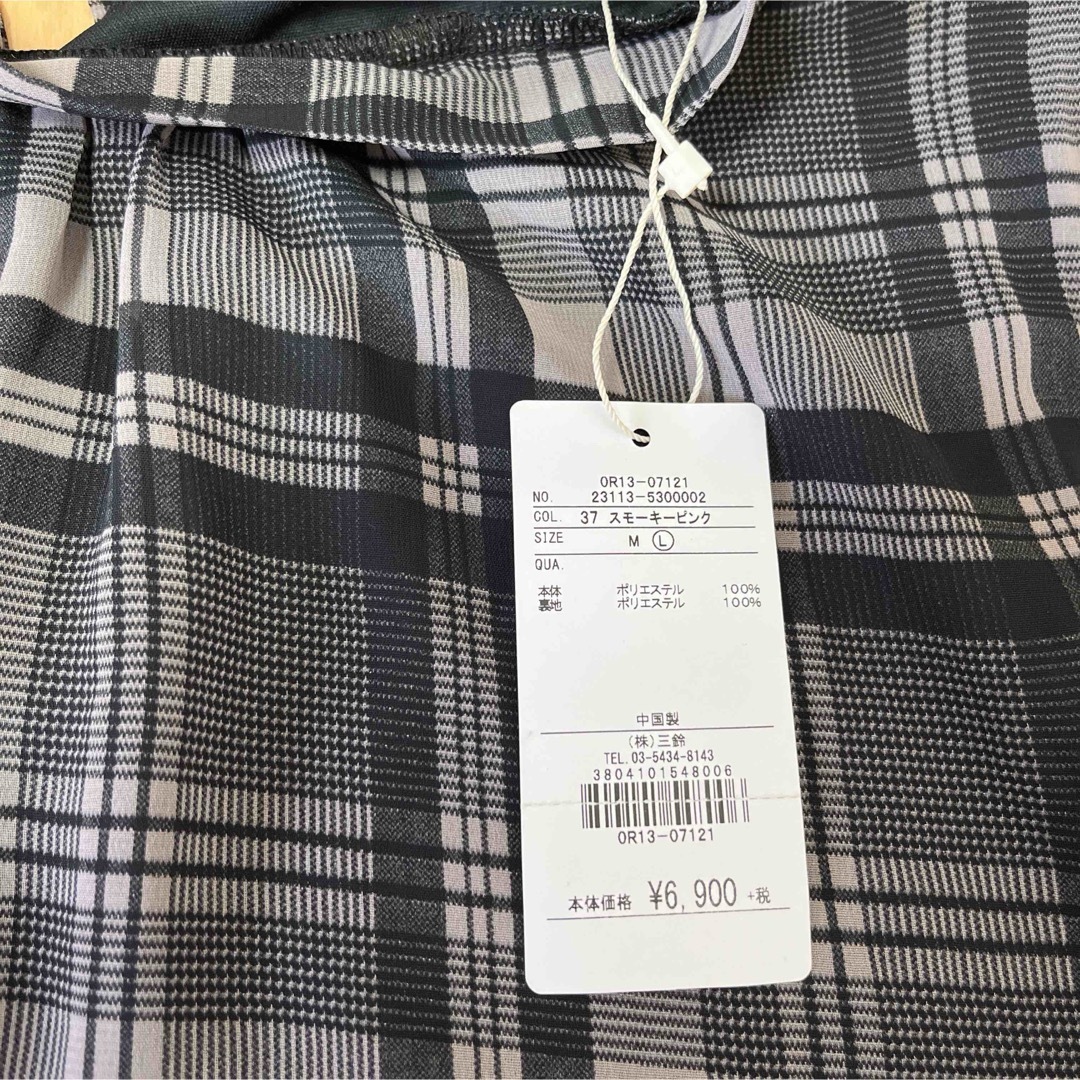 0R13-07121
NO. 23113-5300002
COL. 37 スモーキーピンク
SIZE M Ⓛ
QUA.
本体 ポリエステル 100%
裏地 ポリエステル 100%
中国製
(株)三鈴
TEL.03-5434-8143
3804101548006
0R13-07121
本体価格 ¥6,900 +税